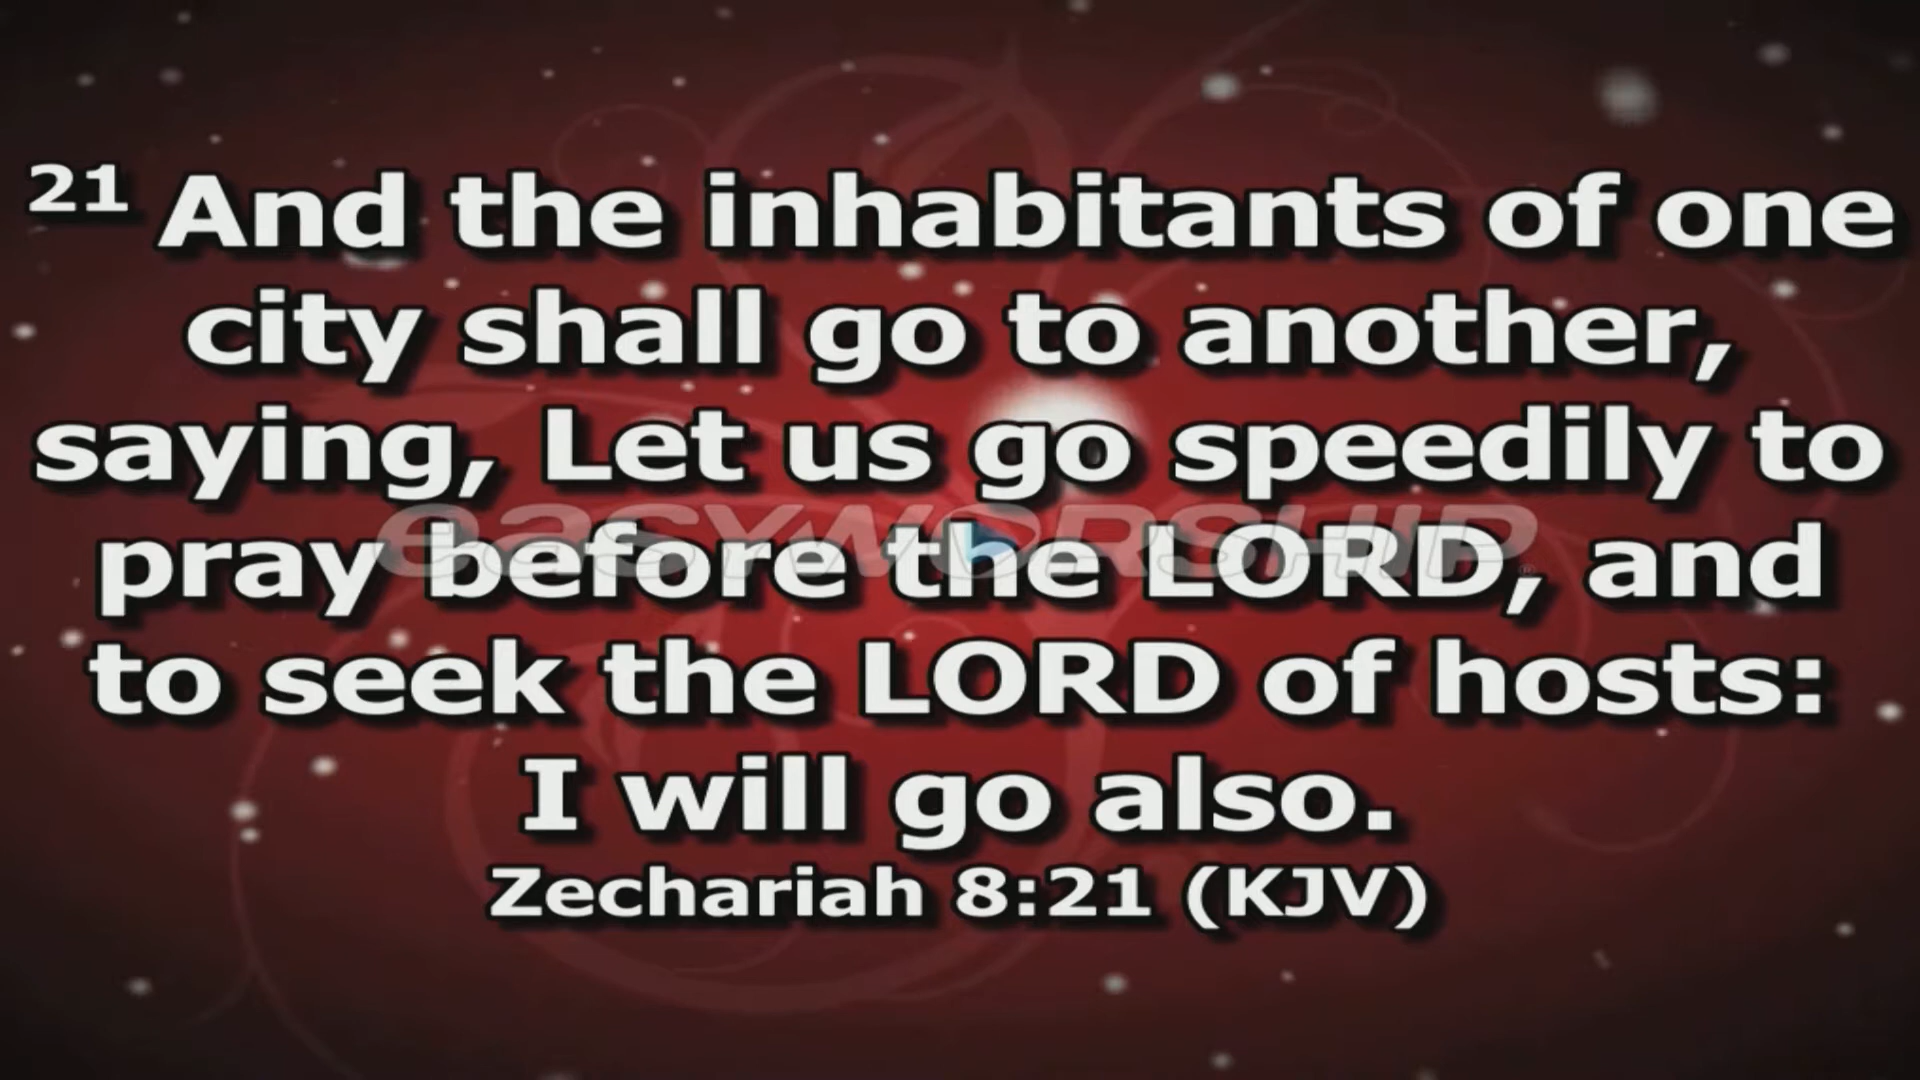 21 And the inhabitants of one
city shall go to another,
saying, Let us go speedily to
pray before the LORD, and
easyworship
to seek the LORD of hosts:
I will go also.
Zechariah 8:21 (KJV)